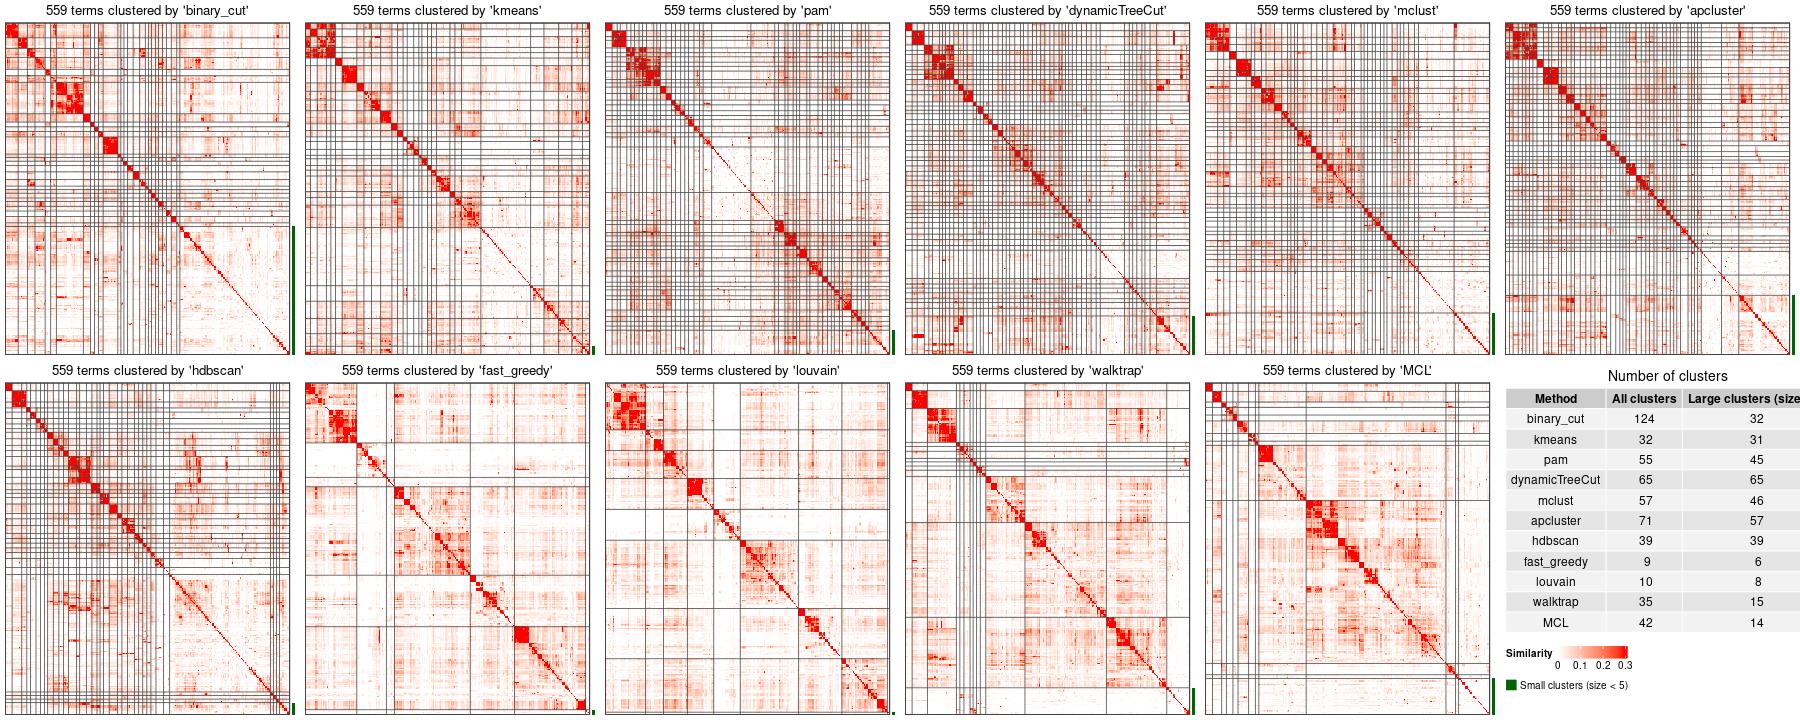 559 terms clustered by 'binary_cut'
559 terms clustered by 'kmeans'
559 terms clustered by 'pam'
559 terms clustered by 'dynamicTreeCut'
559 terms clustered by 'mclust'
559 terms clustered by 'apcluster'
559 terms clustered by 'hdbscan'
559 terms clustered by 'fast_greedy'
559 terms clustered by 'louvain'
559 terms clustered by 'walktrap'
559 terms clustered by 'MCL'
Number of clusters
Method All clusters Large clusters (size
binary_cut 124 32
kmeans 32 31
pam 55 45
dynamicTreeCut 65 65
mclust 57 46
apcluster 71 57
hdbscan 39 39
fast_greedy 9 6
louvain 10 8
walktrap 35 15
MCL 42 14
Similarity
0 0.1 0.2 0.3
Small clusters (size < 5)